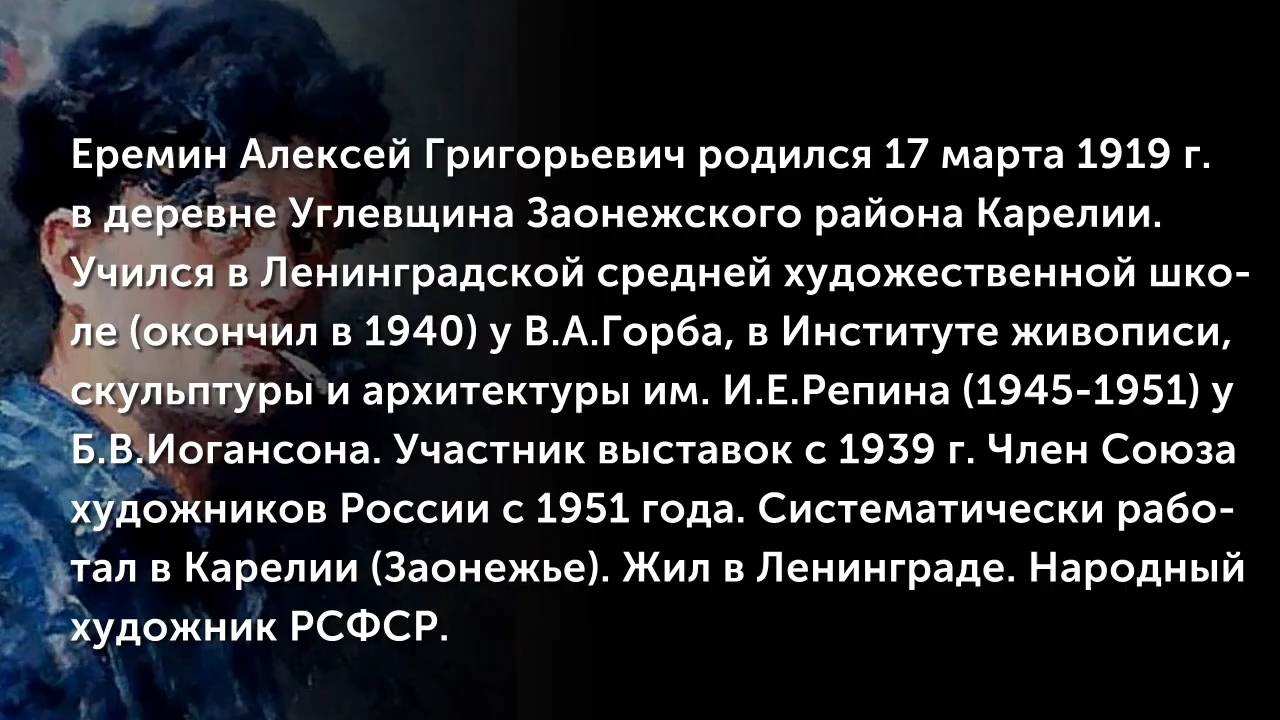 Еремин Алексей Григорьевич родился 17 марта 1919 г.
в деревне Углевщина Заонежского района Карелии.
Учился в Ленинградской средней художественной шко-
ле (окончил в 1940) у В.А.Горба, в Институте живописи,
скульптуры и архитектуры им. И.Е.Репина (1945-1951) у
Б.В.Иогансона. Участник выставок с 1939 г. Член Союза
художников России с 1951 года. Систематически рабо-
тал в Карелии (Заонежье). Жил в Ленинграде. Народный
художник РСФСР.